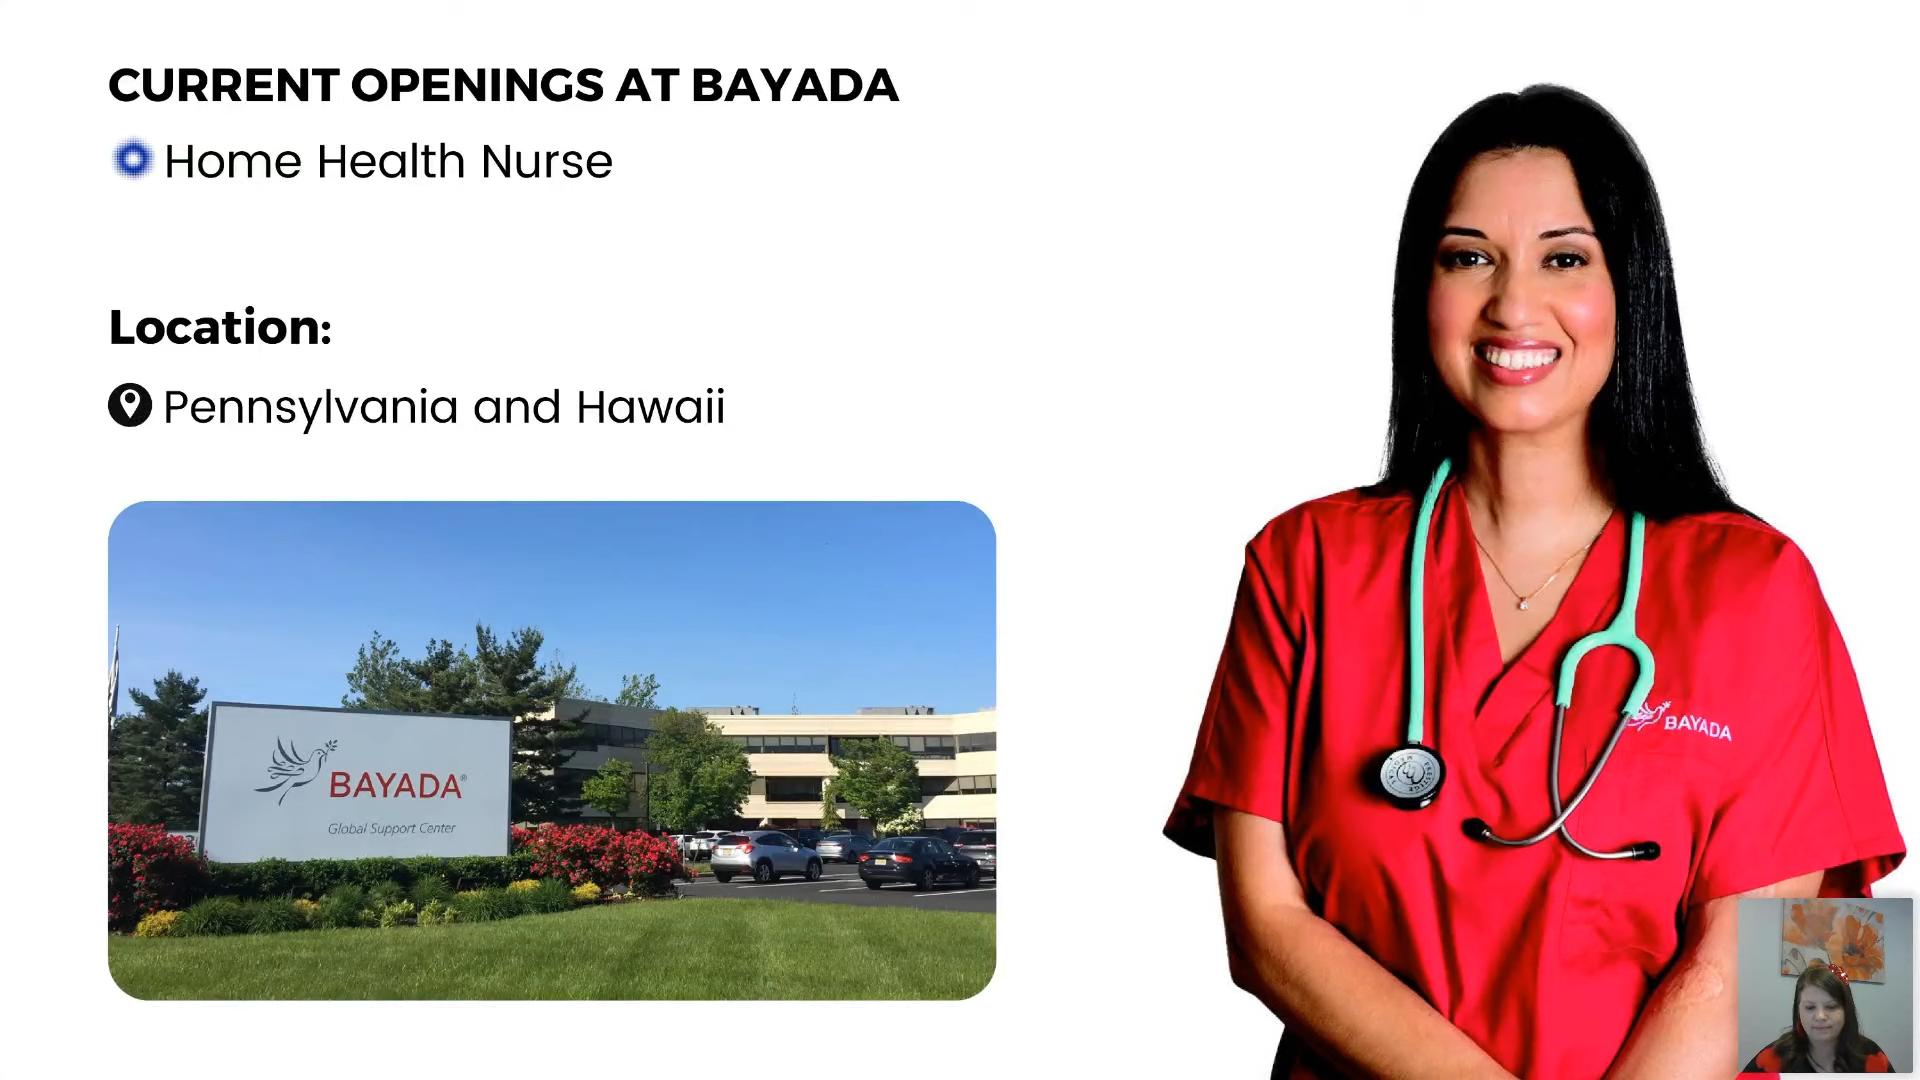 CURRENT OPENINGS AT BAYADA
Home Health Nurse
Location:
Pennsylvania and Hawaii
BAYADA®
Global Support Center
BAYADA